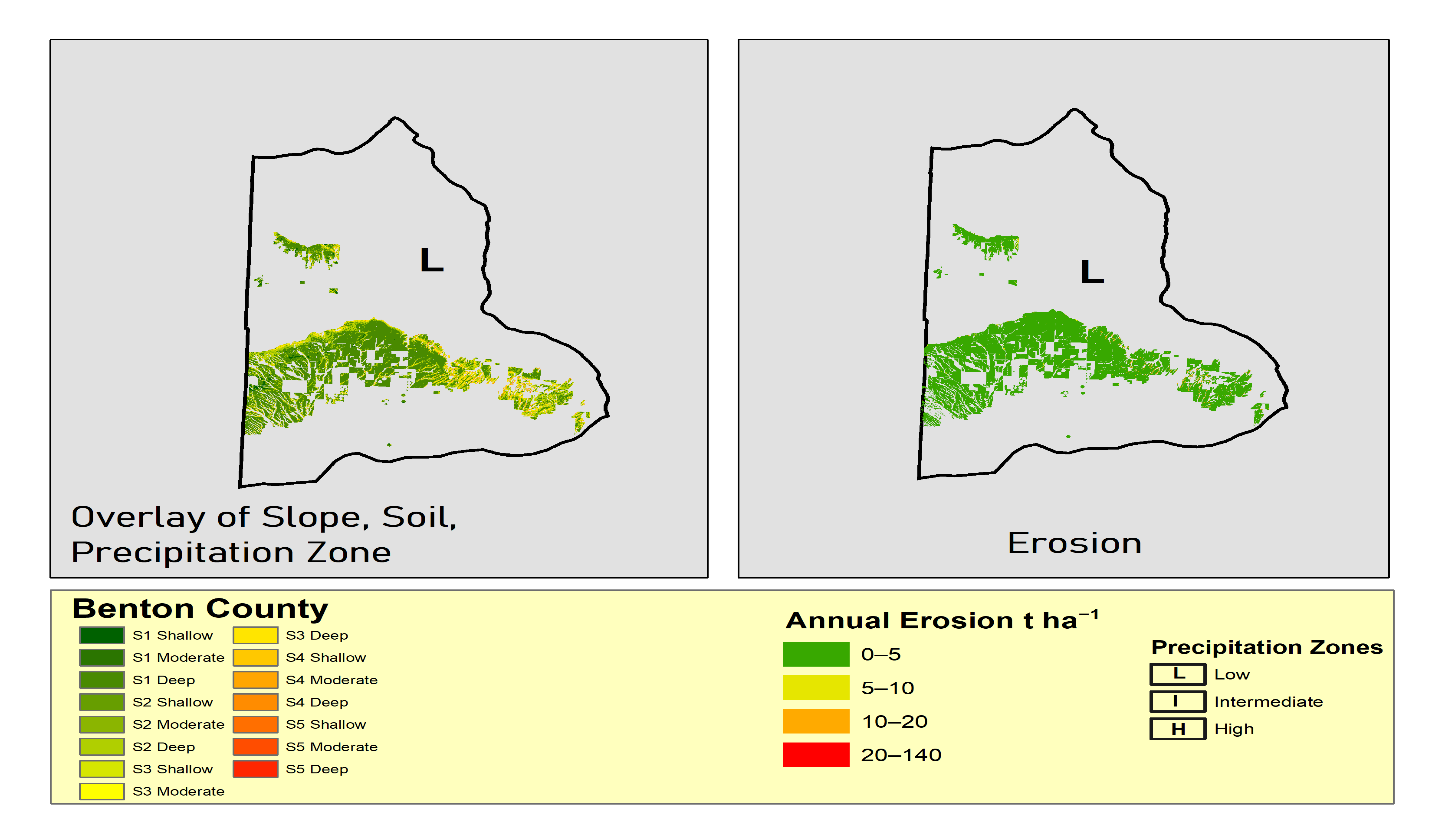 L
L
Overlay of Slope, Soil,
Precipitation Zone
Erosion
Benton County
S1 Shallow
S1 Moderate
S1 Deep
S2 Shallow
S2 Moderate
S2 Deep
S3 Shallow
S3 Moderate
S3 Deep
S4 Shallow
S4 Moderate
S4 Deep
S5 Shallow
S5 Moderate
S5 Deep
Annual Erosion t ha⁻¹
0–5
5–10
10–20
20–140
Precipitation Zones
L Low
I Intermediate
H High